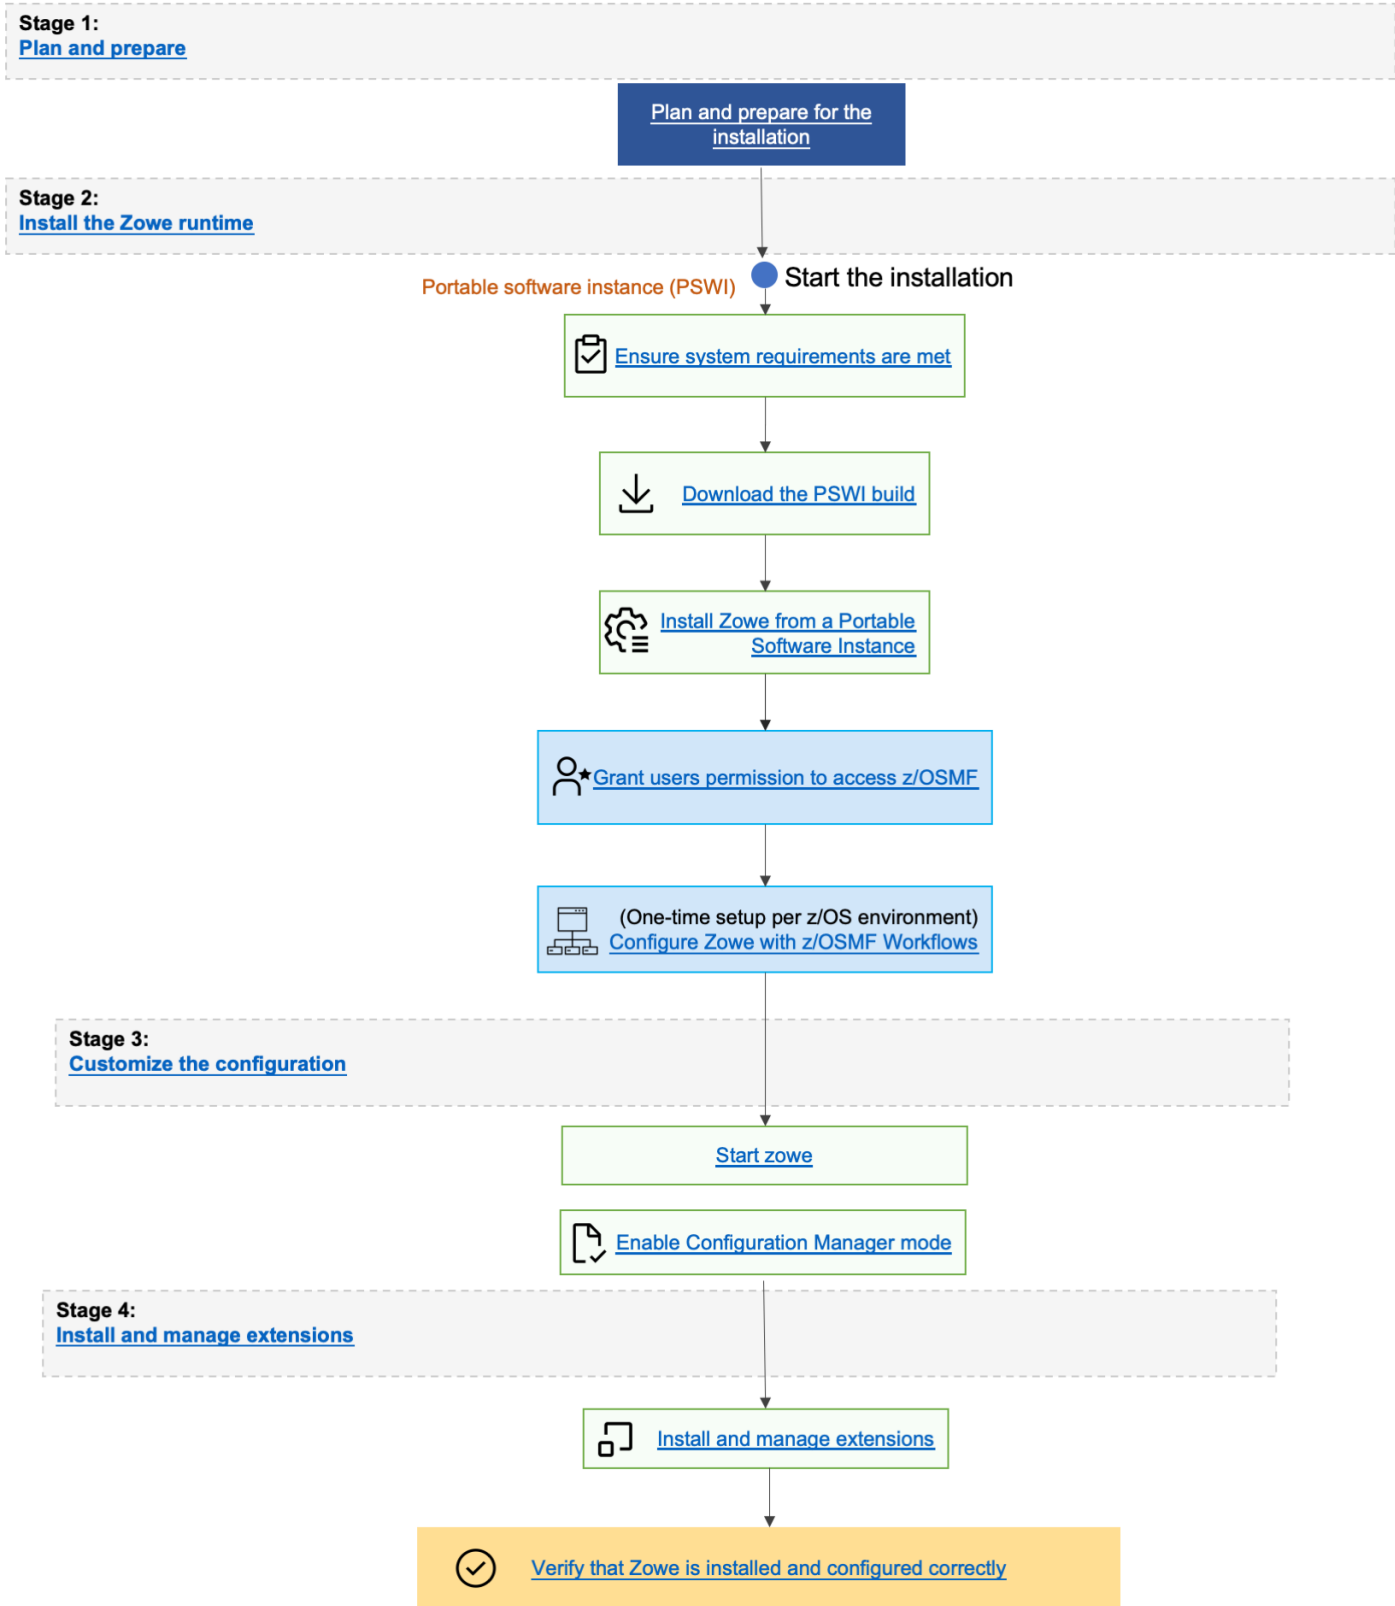 Stage 1:
Plan and prepare
Plan and prepare for the
installation
Stage 2:
Install the Zowe runtime
Portable software instance (PSWI)
Start the installation
Ensure system requirements are met
Download the PSWI build
Install Zowe from a Portable
Software Instance
Grant users permission to access z/OSMF
(One-time setup per z/OS environment)
Configure Zowe with z/OSMF Workflows
Stage 3:
Customize the configuration
Start zowe
Enable Configuration Manager mode
Stage 4:
Install and manage extensions
Install and manage extensions
Verify that Zowe is installed and configured correctly